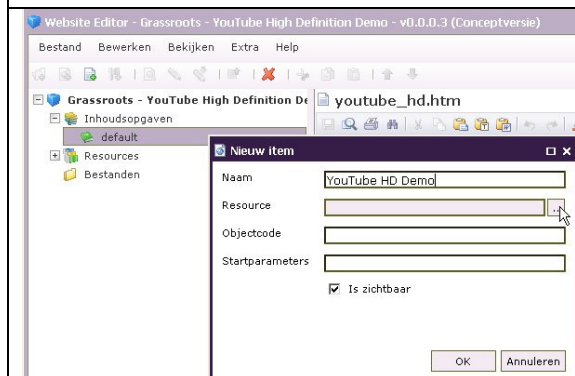 Website Editor - Grassroots - YouTube High Definition Demo - v0.0.0.3 (Conceptversie)
Bestand Bewerken Bekijken Extra Help
Grassroots - YouTube High Definition De
youtube_hd.htm
Inhoudsopgaven
default
Resources
Bestanden
Nieuw item
Naam
YouTube HD Demo
Resource
...
Objectcode
Startparameters
Is zichtbaar
OK Annuleren